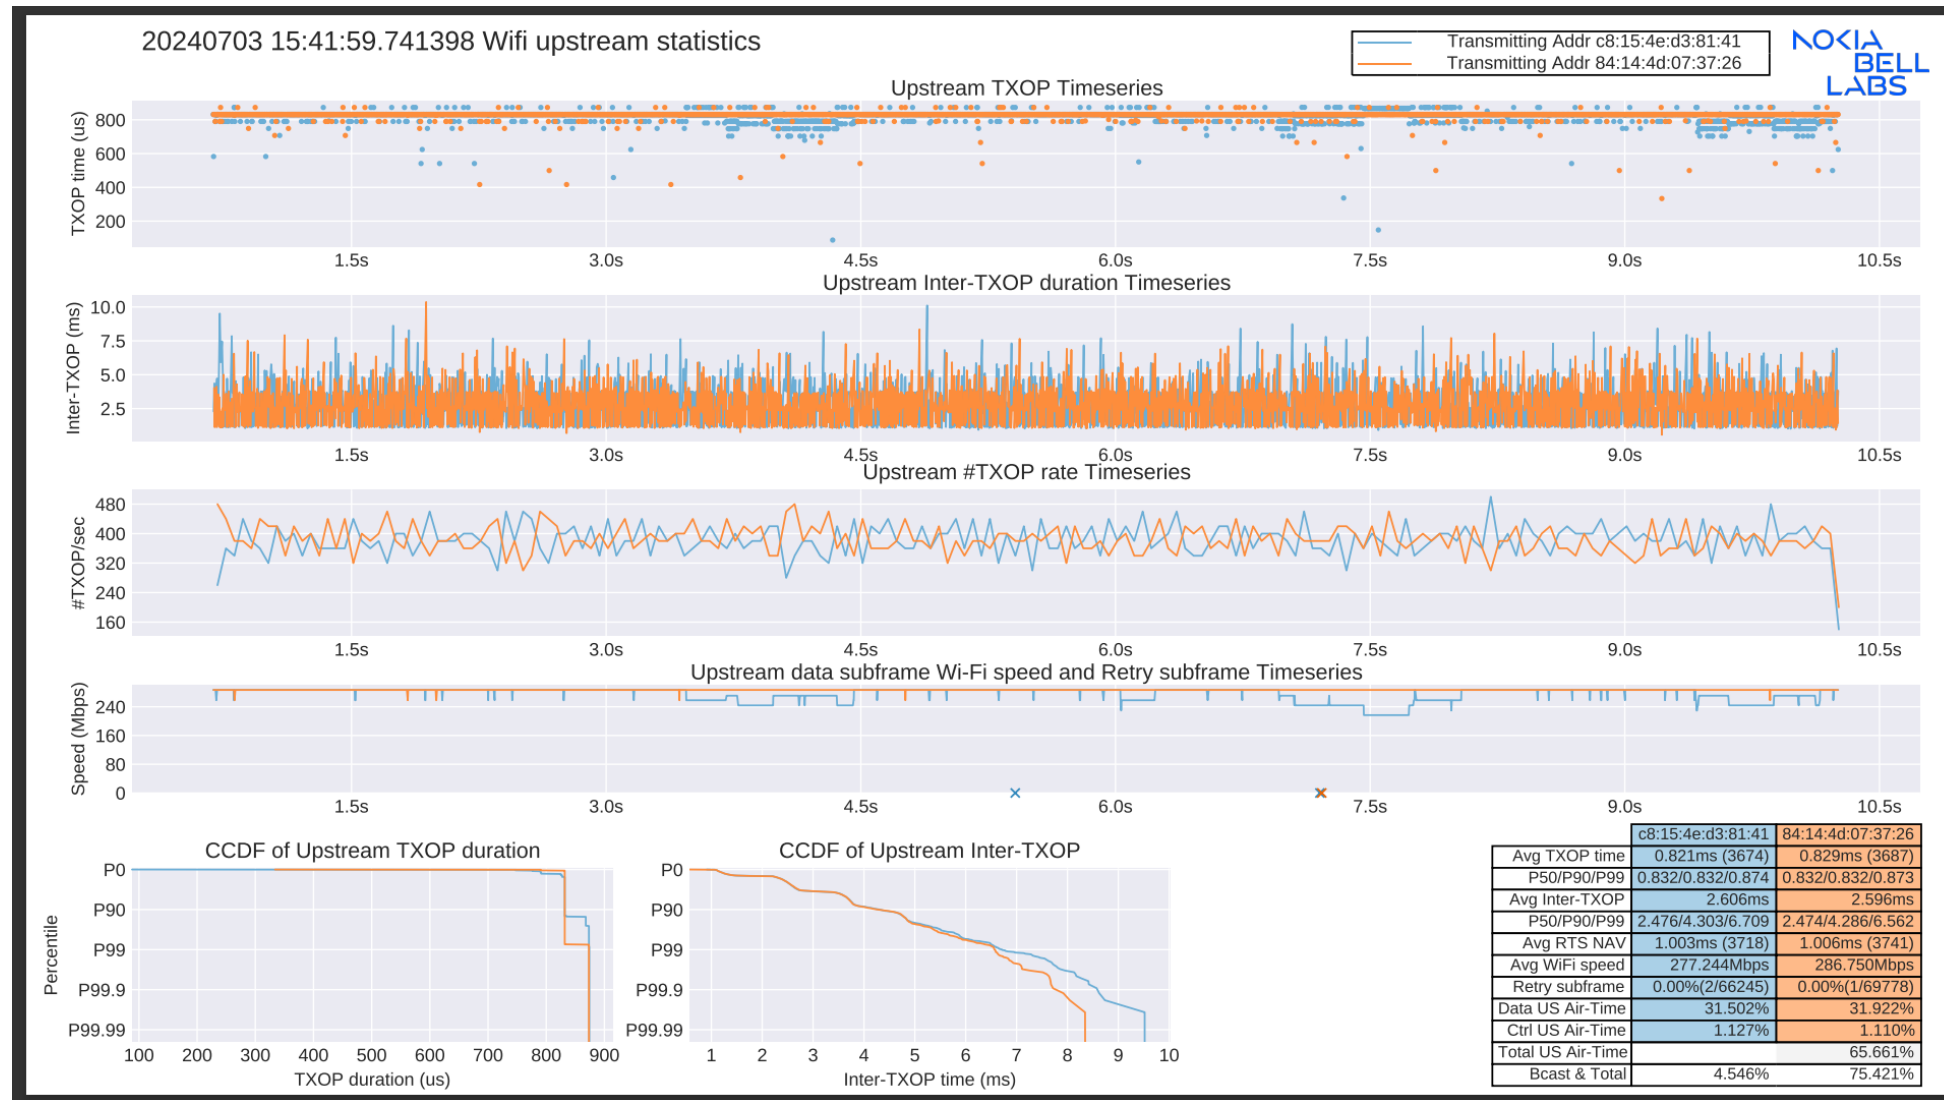 20240703 15:41:59.741398 Wifi upstream statistics
Transmitting Addr c8:15:4e:d3:81:41
Transmitting Addr 84:14:4d:07:37:26
NOKIA
BELL
LABS
Upstream TXOP Timeseries
TXOP time (us)
800
600
400
200
1.5s 3.0s 4.5s 6.0s 7.5s 9.0s 10.5s
Upstream Inter-TXOP duration Timeseries
Inter-TXOP (ms)
10.0
7.5
5.0
2.5
1.5s 3.0s 4.5s 6.0s 7.5s 9.0s 10.5s
Upstream #TXOP rate Timeseries
#TXOP/sec
480
400
320
240
160
1.5s 3.0s 4.5s 6.0s 7.5s 9.0s 10.5s
Upstream data subframe Wi-Fi speed and Retry subframe Timeseries
Speed (Mbps)
240
160
80
0
1.5s 3.0s 4.5s 6.0s 7.5s 9.0s 10.5s
CCDF of Upstream TXOP duration
Percentile
P0
P90
P99
P99.9
P99.99
100 200 300 400 500 600 700 800 900
TXOP duration (us)
CCDF of Upstream Inter-TXOP
P0
P90
P99
P99.9
P99.99
1 2 3 4 5 6 7 8 9 10
Inter-TXOP time (ms)
c8:15:4e:d3:81:41 84:14:4d:07:37:26
Avg TXOP time 0.821ms (3674) 0.829ms (3687)
P50/P90/P99 0.832/0.832/0.874 0.832/0.832/0.873
Avg Inter-TXOP 2.606ms 2.596ms
P50/P90/P99 2.476/4.303/6.709 2.474/4.286/6.562
Avg RTS NAV 1.003ms (3718) 1.006ms (3741)
Avg WiFi speed 277.244Mbps 286.750Mbps
Retry subframe 0.00%(2/66245) 0.00%(1/69778)
Data US Air-Time 31.502% 31.922%
Ctrl US Air-Time 1.127% 1.110%
Total US Air-Time 65.661%
Bcast & Total 4.546% 75.421%